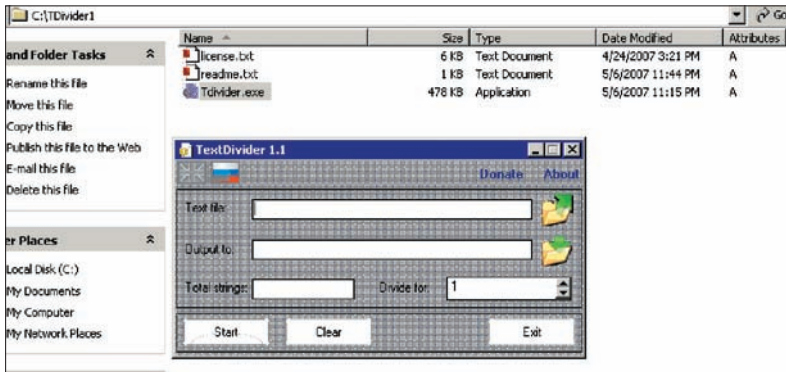 C:\TDivider1
Go
Name Size Type Date Modified Attributes
and Folder Tasks
license.txt 6 KB Text Document 4/24/2007 3:21 PM A
readme.txt 1 KB Text Document 5/6/2007 11:44 PM A
Tdivider.exe 478 KB Application 5/6/2007 11:15 PM A
Rename this file
Move this file
Copy this file
Publish this file to the Web
E-mail this file
Delete this file
er Places
Local Disk (C:)
My Documents
My Computer
My Network Places
TextDivider 1.1
Donate About
Text file:
Output to:
Total strings: Divide for: 1
Start Clear Exit